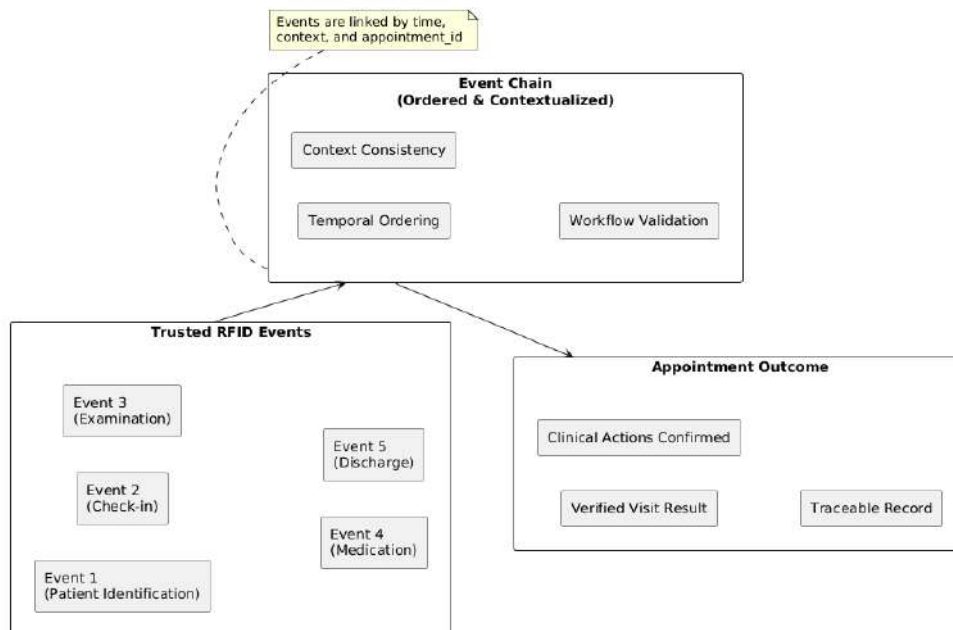 Events are linked by time,
context, and appointment_id
Event Chain
(Ordered & Contextualized)
Context Consistency
Temporal Ordering
Workflow Validation
Trusted RFID Events
Event 3
(Examination)
Event 5
(Discharge)
Event 2
(Check-in)
Event 4
(Medication)
Event 1
(Patient Identification)
Appointment Outcome
Clinical Actions Confirmed
Verified Visit Result
Traceable Record